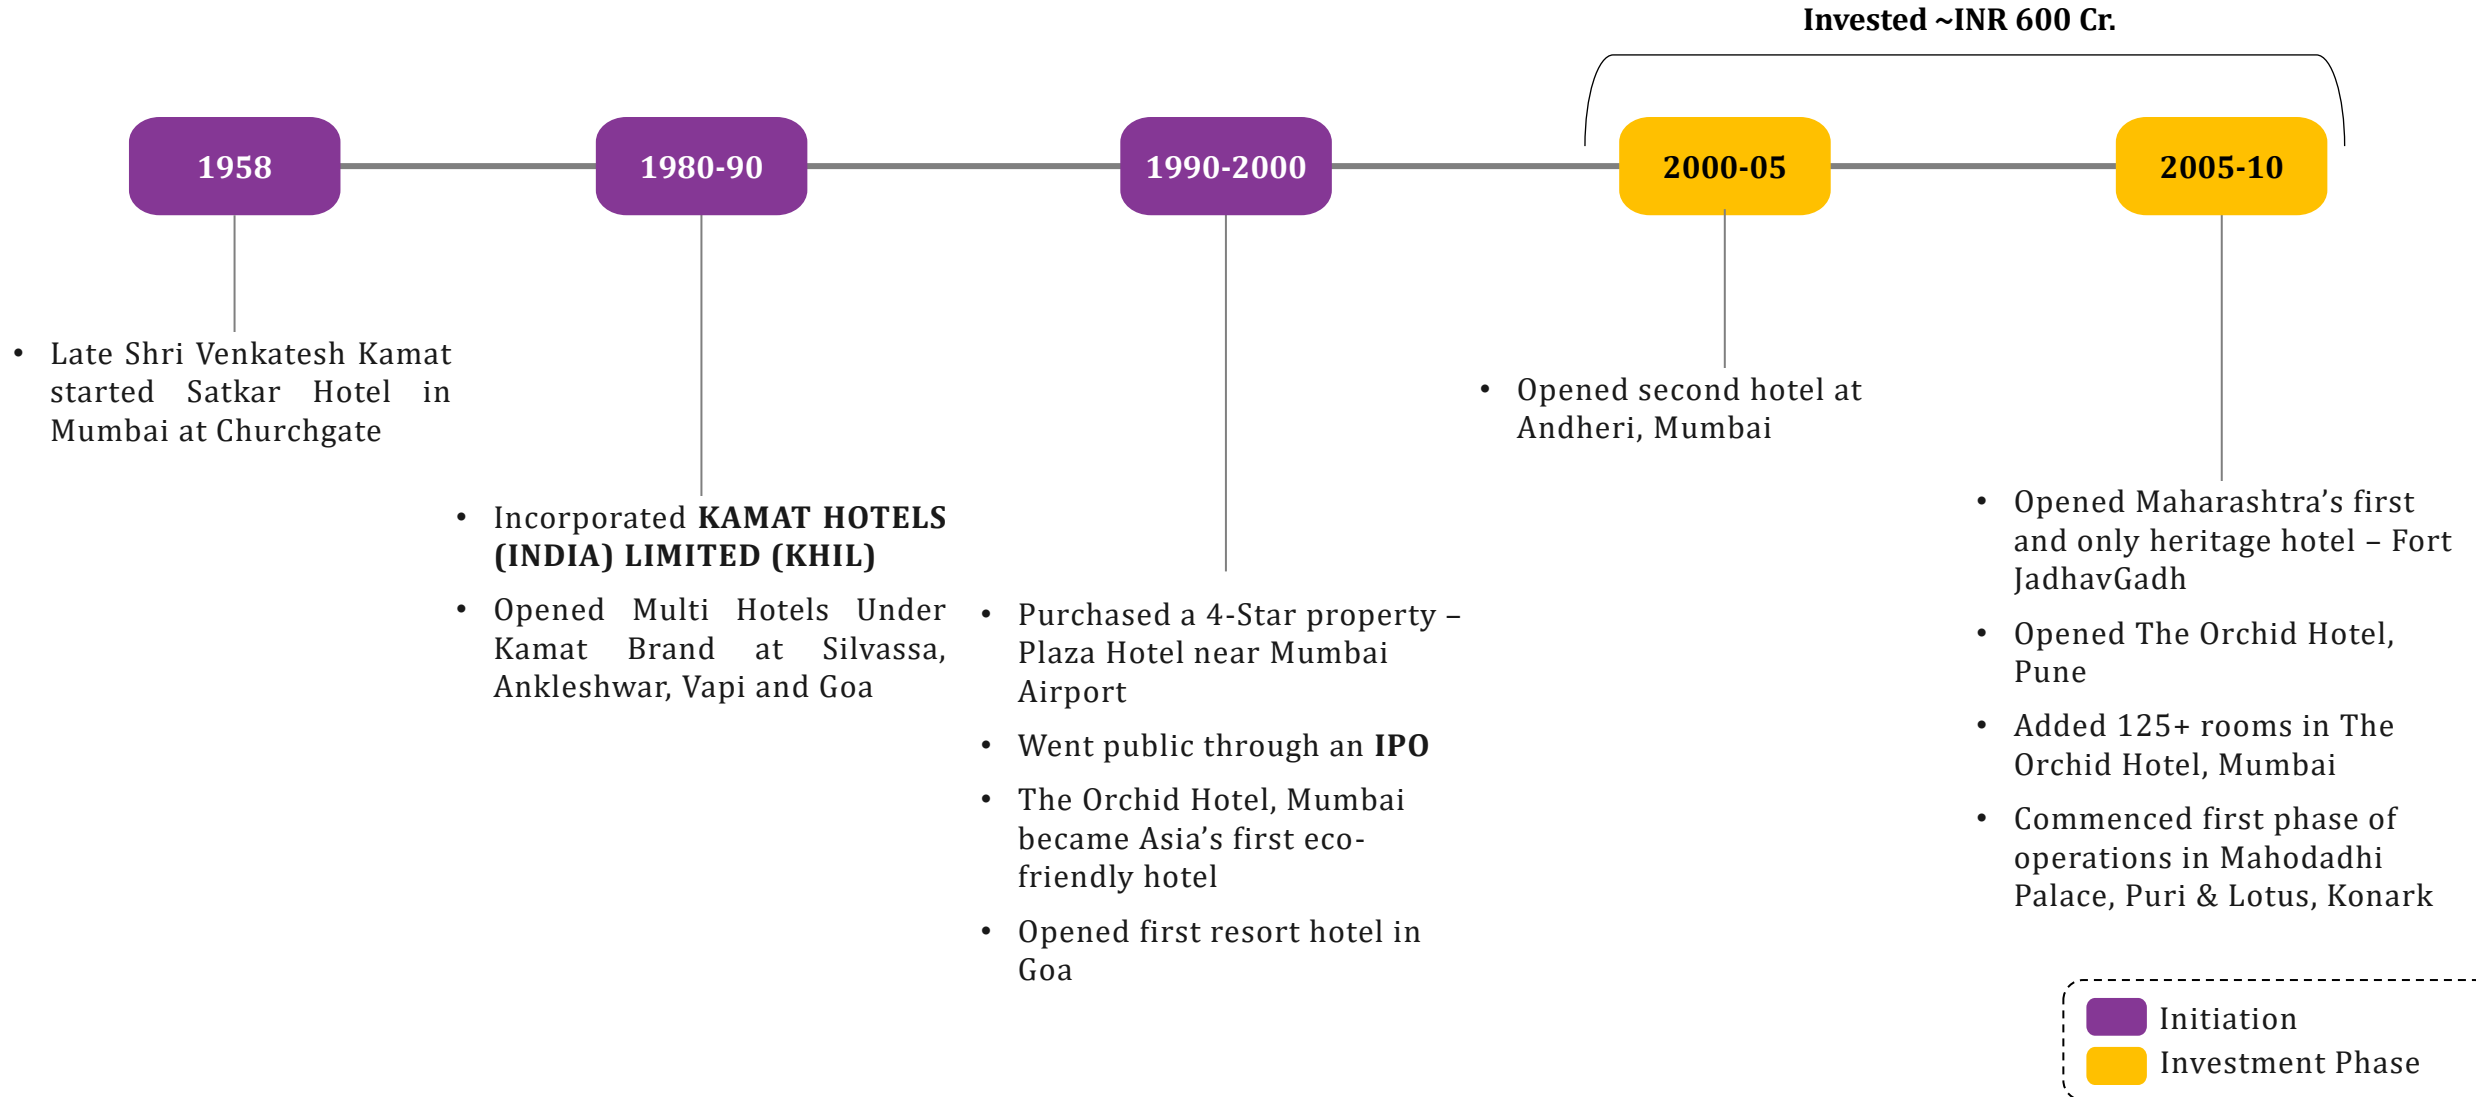 Invested ~INR 600 Cr.
1958
1980-90
1990-2000
2000-05
2005-10
• Late Shri Venkatesh Kamat
started Satkar Hotel in
Mumbai at Churchgate
• Incorporated KAMAT HOTELS
(INDIA) LIMITED (KHIL)
• Opened Multi Hotels Under
Kamat Brand at Silvassa,
Ankleshwar, Vapi and Goa
• Purchased a 4-Star property –
Plaza Hotel near Mumbai
Airport
• Went public through an IPO
• The Orchid Hotel, Mumbai
became Asia’s first eco-
friendly hotel
• Opened first resort hotel in
Goa
• Opened second hotel at
Andheri, Mumbai
• Opened Maharashtra’s first
and only heritage hotel – Fort
JadhavGadh
• Opened The Orchid Hotel,
Pune
• Added 125+ rooms in The
Orchid Hotel, Mumbai
• Commenced first phase of
operations in Mahodadhi
Palace, Puri & Lotus, Konark
Initiation
Investment Phase